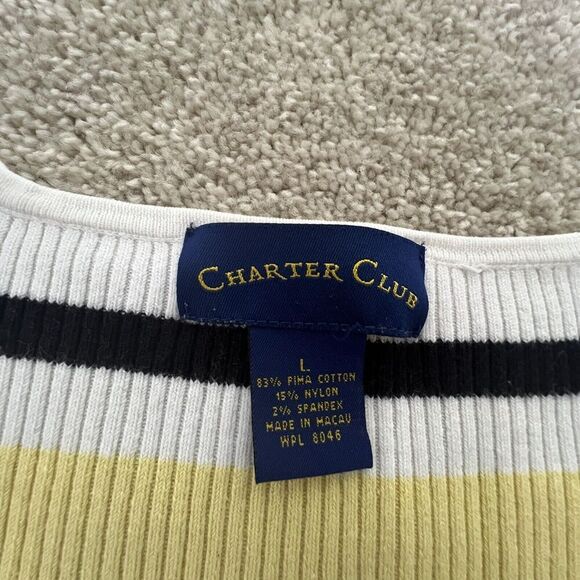 CHARTER CLUB
L
83% PIMA COTTON
15% NYLON
2% SPANDEX
MADE IN MACAU
WPL 8046